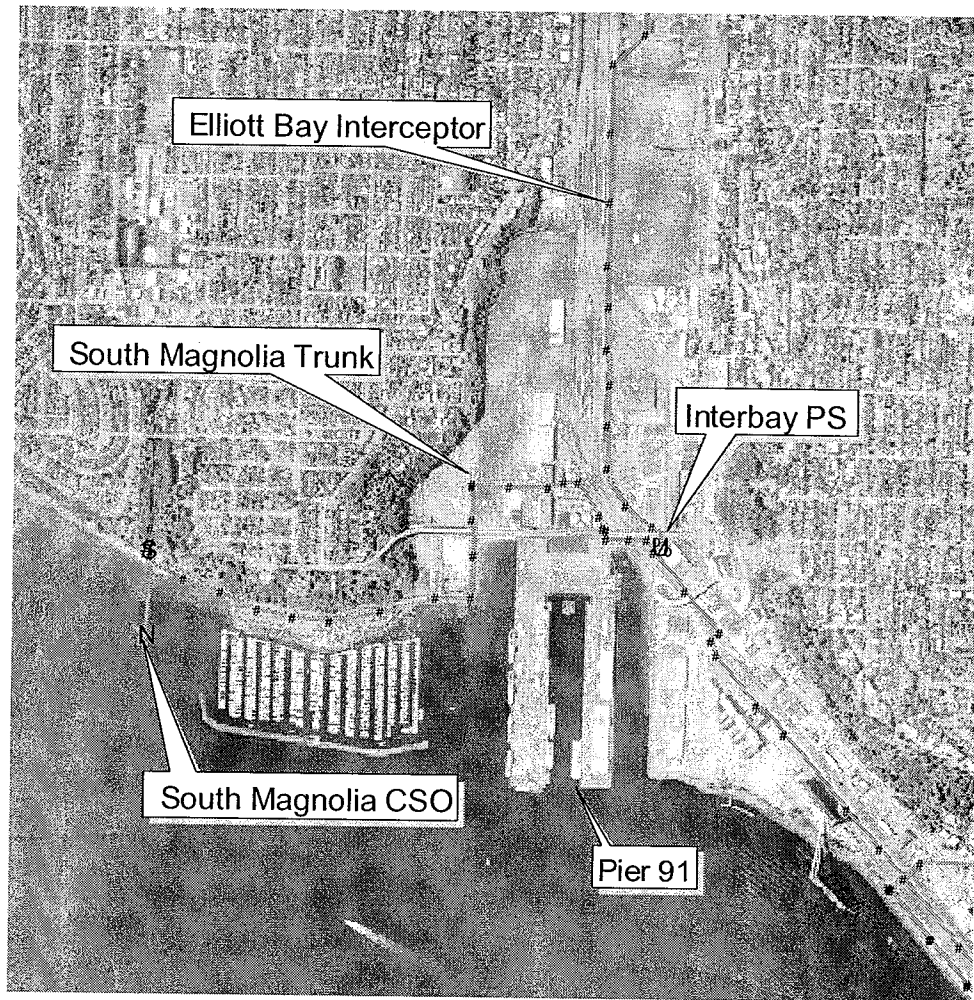 Elliott Bay Interceptor
South Magnolia Trunk
Interbay PS
South Magnolia CSO
Pier 91